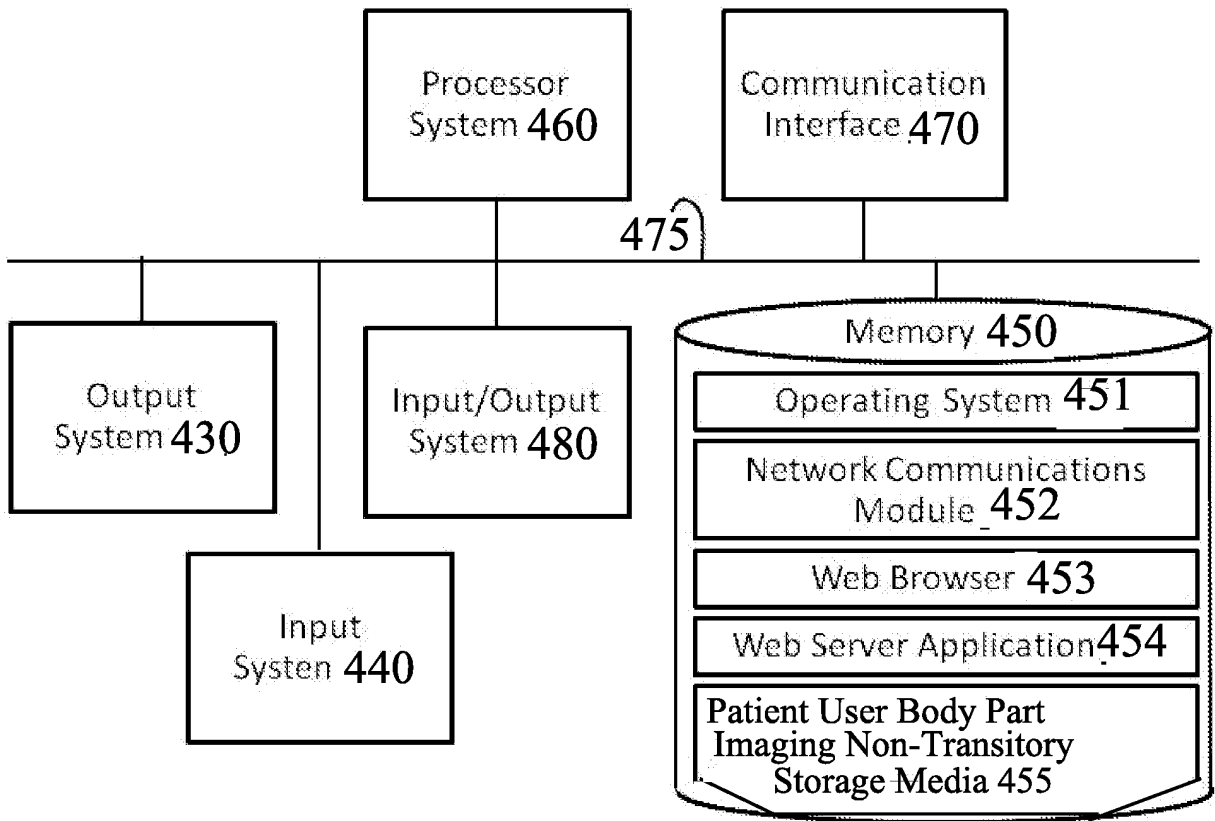 Processor
System 460
Communication
Interface 470
475
Output
System 430
Input/Output
System 480
Input
Systen 440
Memory 450
Operating System 451
Network Communications
Module 452
Web Browser 453
Web Server Application 454
Patient User Body Part
Imaging Non-Transitory
Storage Media 455